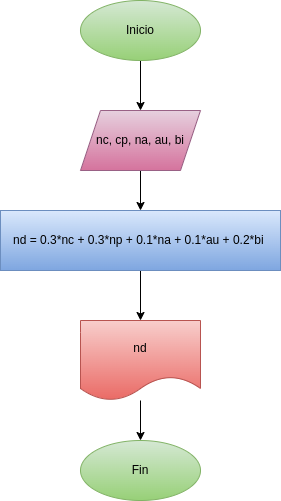 Inicio
nc, cp, na, au, bi
nd = 0.3*nc + 0.3*np + 0.1*na + 0.1*au + 0.2*bi
nd
Fin